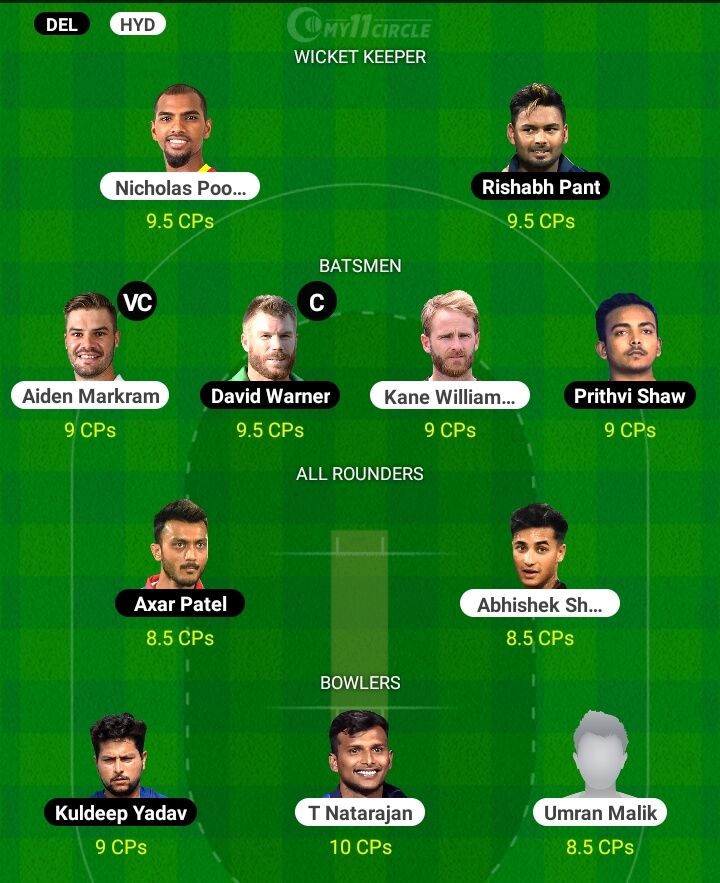 DEL HYD
MY11CIRCLE
WICKET KEEPER
Nicholas Poo... Rishabh Pant
9.5 CPs 9.5 CPs
BATSMEN
VC C
Aiden Markram David Warner Kane William... Prithvi Shaw
9 CPs 9.5 CPs 9 CPs 9 CPs
ALL ROUNDERS
Axar Patel Abhishek Sh...
8.5 CPs 8.5 CPs
BOWLERS
Kuldeep Yadav T Natarajan Umran Malik
9 CPs 10 CPs 8.5 CPs